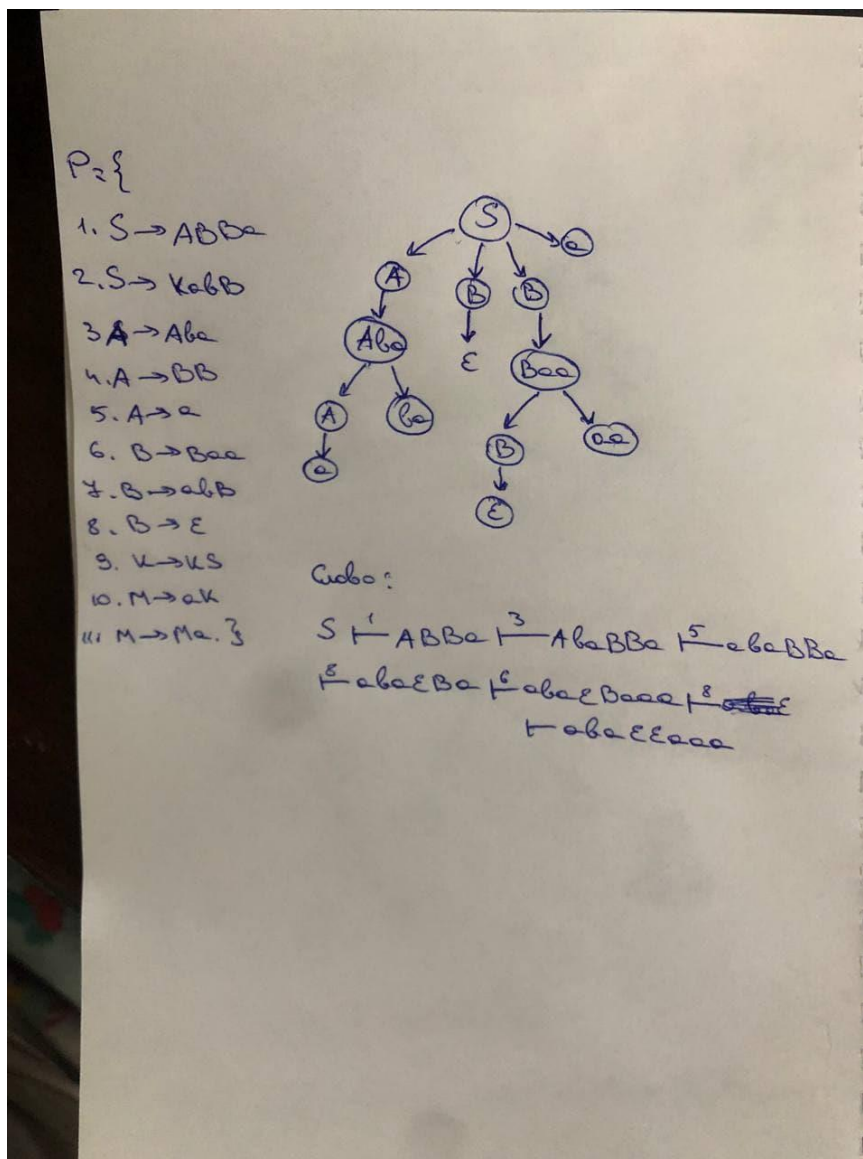 P={
1. S → ABBa
2. S → KabB
3 A → Aba
4. A → BB
5. A → a
6. B → Baa
7. B → abB
8. B → ε
9. K → KS
10. M → aK
11. M → Ma. }
S
A B B a
Aba ε Baa
A ba B aa
a ε
Слово:
S ⊢1 ABBa ⊢3 AbaBBa ⊢5 abaBBa
⊢8 abaεBa ⊢6 abaεBaaa ⊢8 ε
⊢ abaεεaaa